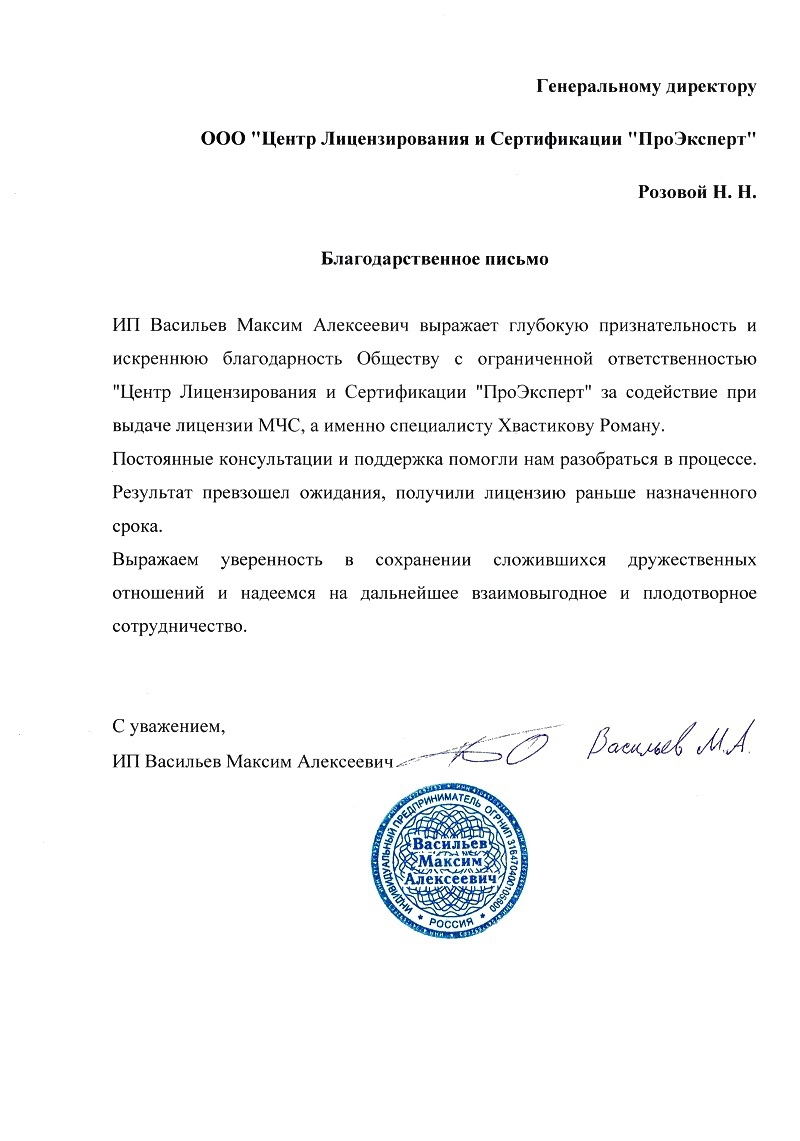 Генеральному директору
ООО "Центр Лицензирования и Сертификации "ПроЭксперт"
Розовой Н. Н.
Благодарственное письмо
ИП Васильев Максим Алексеевич выражает глубокую признательность и
искреннюю благодарность Обществу с ограниченной ответственностью
"Центр Лицензирования и Сертификации "ПроЭксперт" за содействие при
выдаче лицензии МЧС, а именно специалисту Хвастикову Роману.
Постоянные консультации и поддержка помогли нам разобраться в процессе.
Результат превзошел ожидания, получили лицензию раньше назначенного
срока.
Выражаем уверенность в сохранении сложившихся дружественных
отношений и надеемся на дальнейшее взаимовыгодное и плодотворное
сотрудничество.
С уважением,
ИП Васильев Максим Алексеевич
Васильев М.А.
ИНДИВИДУАЛЬНЫЙ ПРЕДПРИНИМАТЕЛЬ ОГРНИП 316470400105600
Васильев
Максим
Алексеевич
* РОССИЯ *